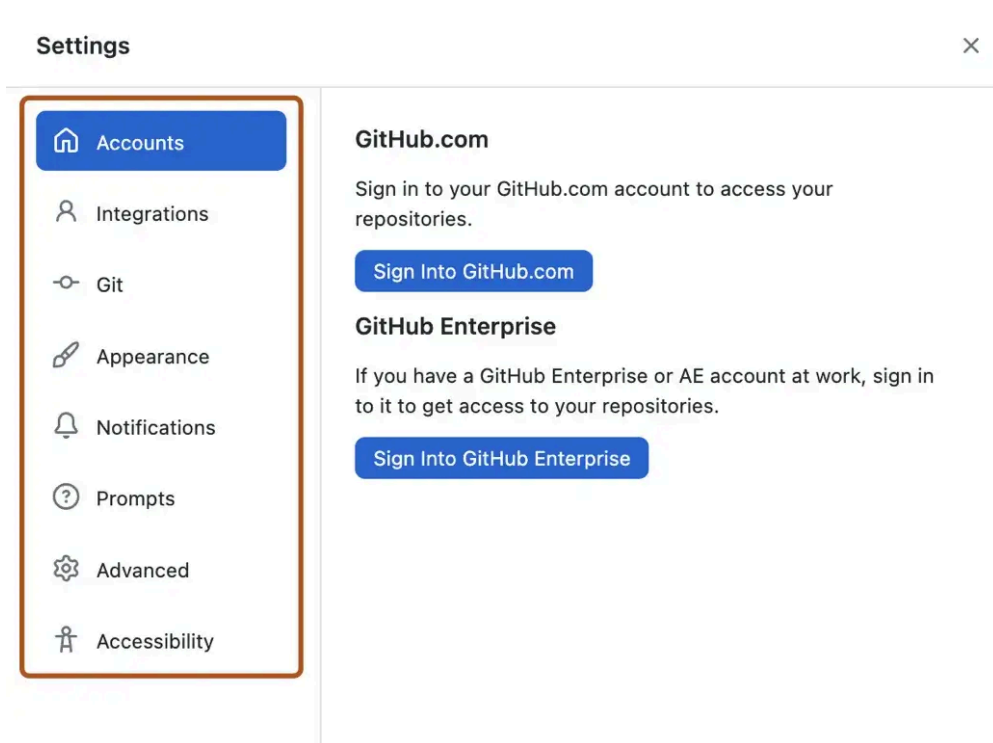 Settings
Accounts
Integrations
Git
Appearance
Notifications
Prompts
Advanced
Accessibility
GitHub.com
Sign in to your GitHub.com account to access your
repositories.
Sign Into GitHub.com
GitHub Enterprise
If you have a GitHub Enterprise or AE account at work, sign in
to it to get access to your repositories.
Sign Into GitHub Enterprise